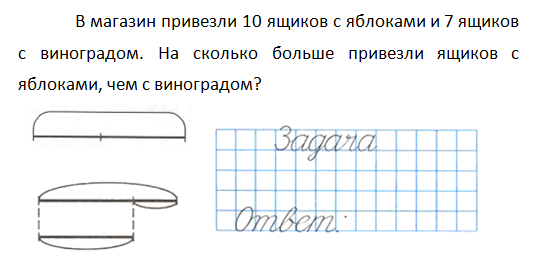 В магазин привезли 10 ящиков с яблоками и 7 ящиков
с виноградом. На сколько больше привезли ящиков с
яблоками, чем с виноградом?
Задача
Ответ: